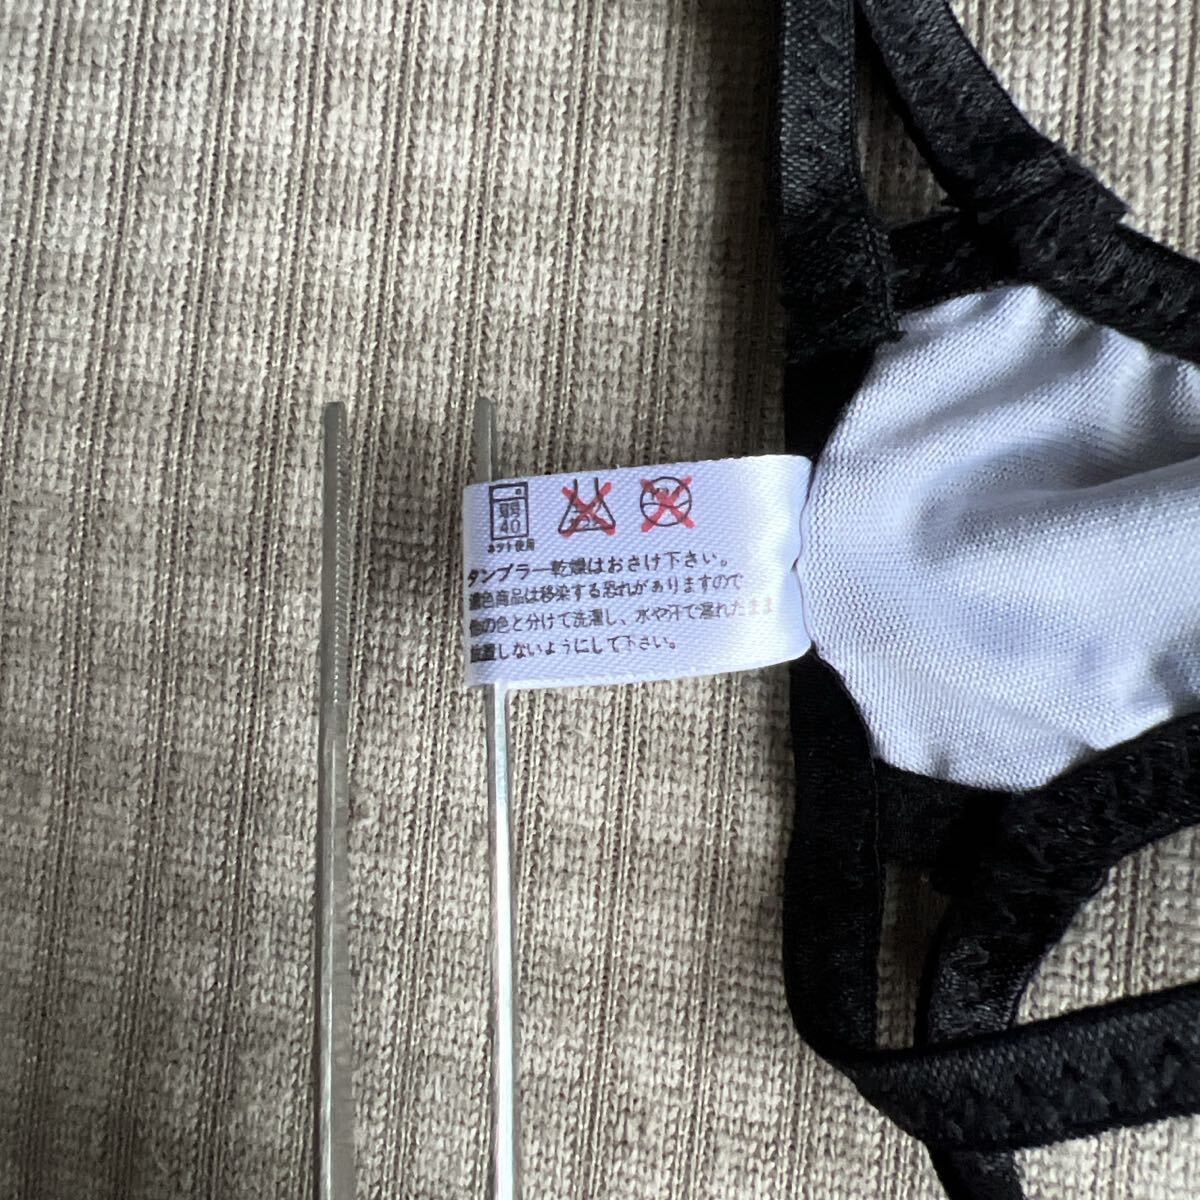 弱
40
ネット使用
タンブラー乾燥はおさけ下さい。
濃色商品は移染する恐れがありますので
他の色と分けて洗濯し、水や汗で濡れたまま
放置しないようにして下さい。